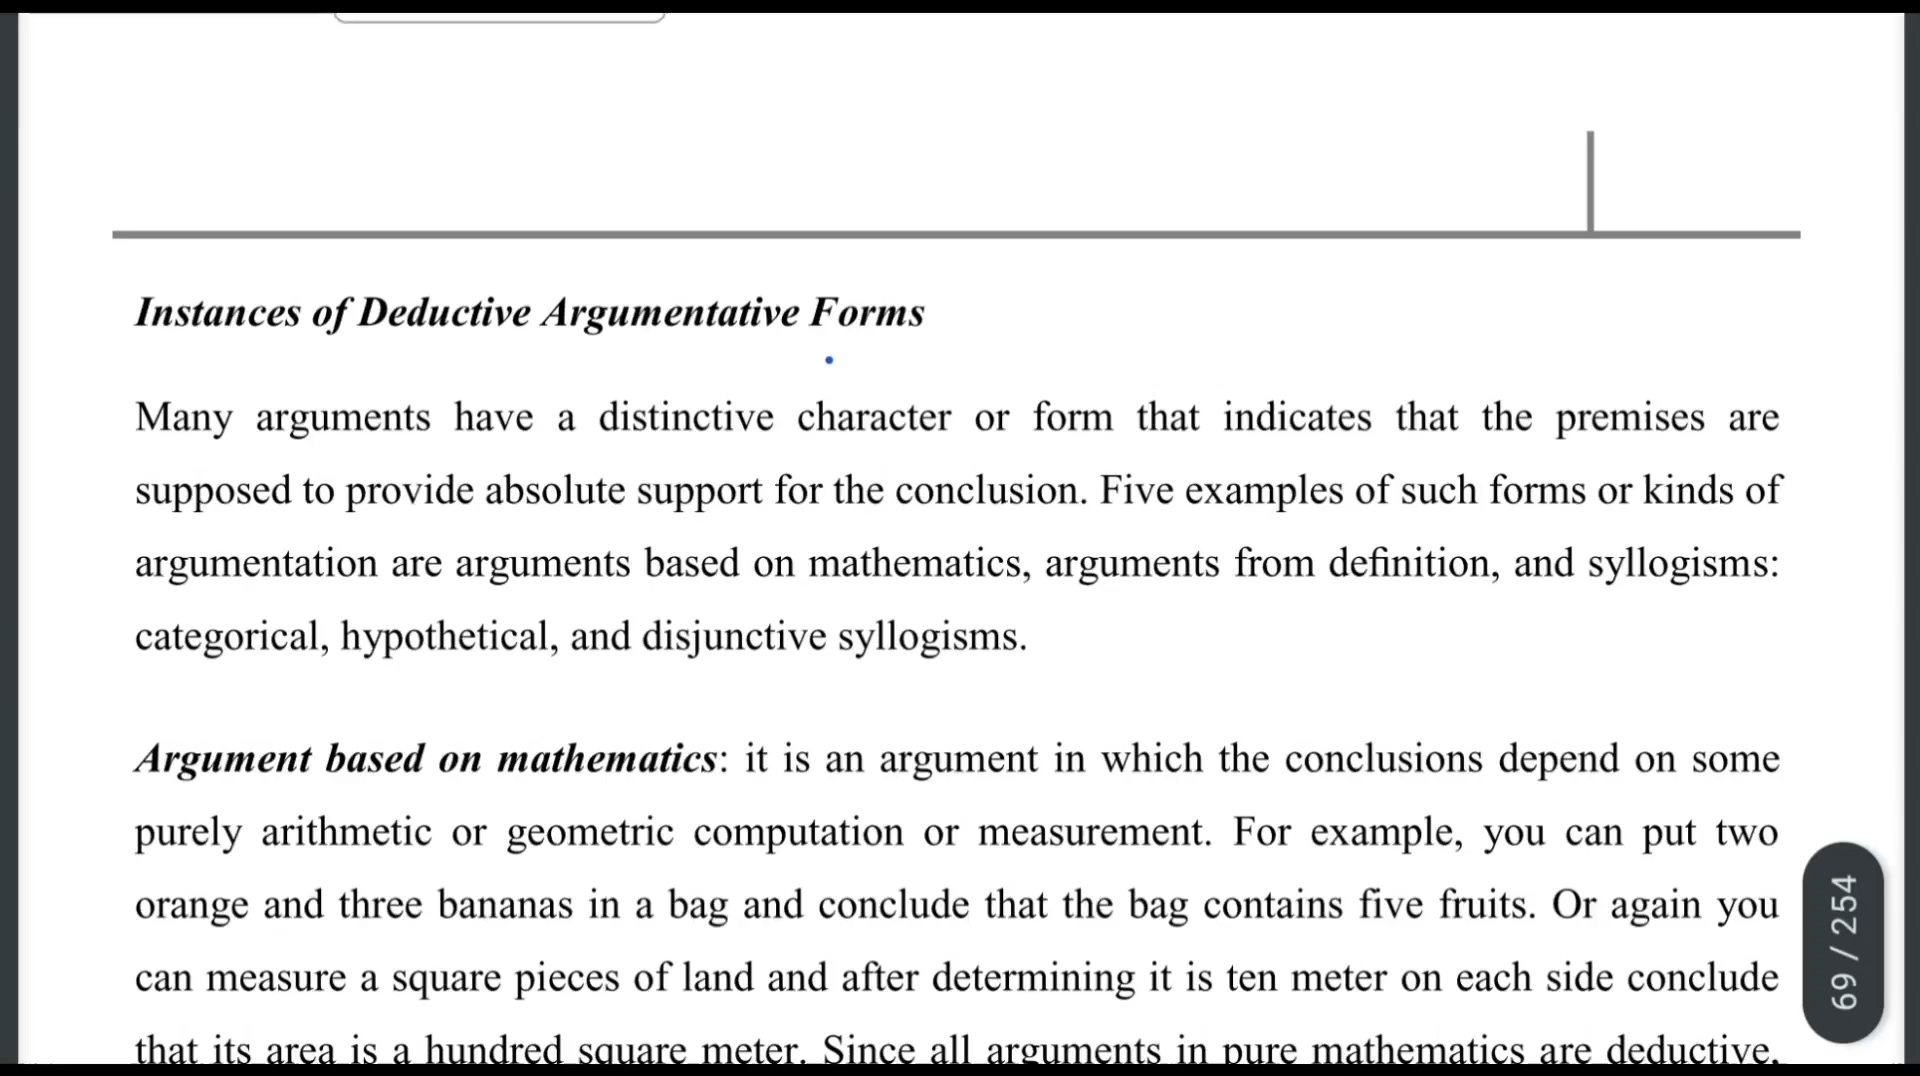 Instances of Deductive Argumentative Forms
Many arguments have a distinctive character or form that indicates that the premises are
supposed to provide absolute support for the conclusion. Five examples of such forms or kinds of
argumentation are arguments based on mathematics, arguments from definition, and syllogisms:
categorical, hypothetical, and disjunctive syllogisms.
Argument based on mathematics: it is an argument in which the conclusions depend on some
purely arithmetic or geometric computation or measurement. For example, you can put two
orange and three bananas in a bag and conclude that the bag contains five fruits. Or again you
can measure a square pieces of land and after determining it is ten meter on each side conclude
that its area is a hundred square meter. Since all arguments in pure mathematics are deductive,
69 / 254